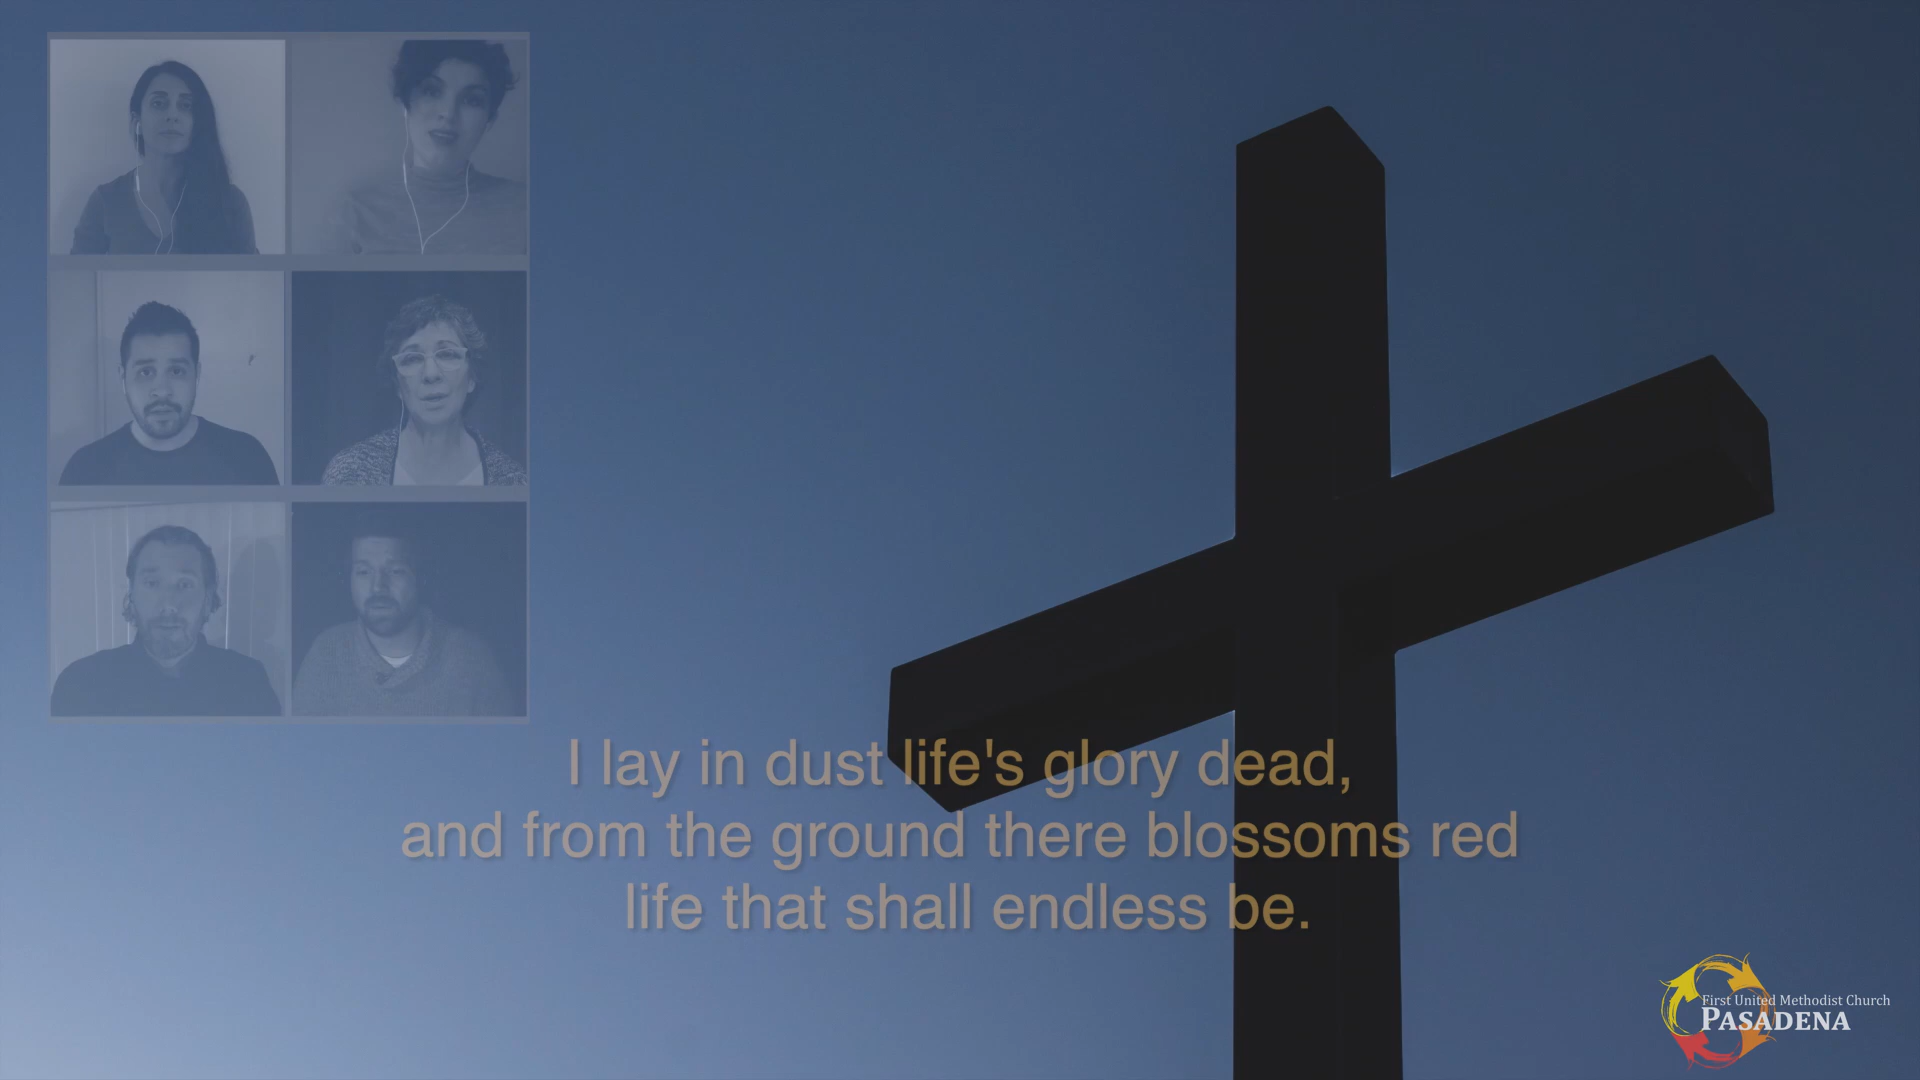 I lay in dust life's glory dead,
and from the ground there blossoms red
life that shall endless be.
First United Methodist Church
PASADENA